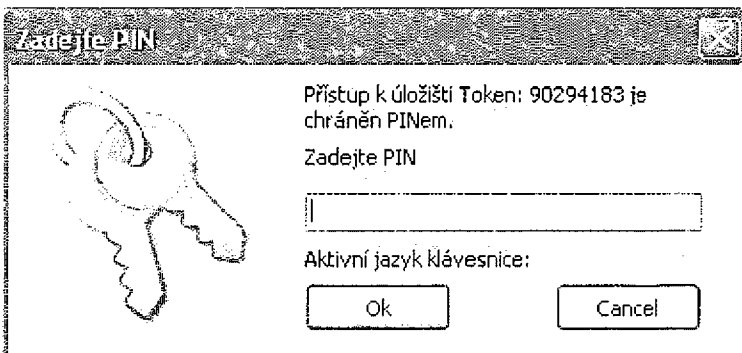 Zadejte PIN
Přístup k úložišti Token: 90294183 je
chráněn PINem.
Zadejte PIN
Aktivní jazyk klávesnice:
Ok
Cancel